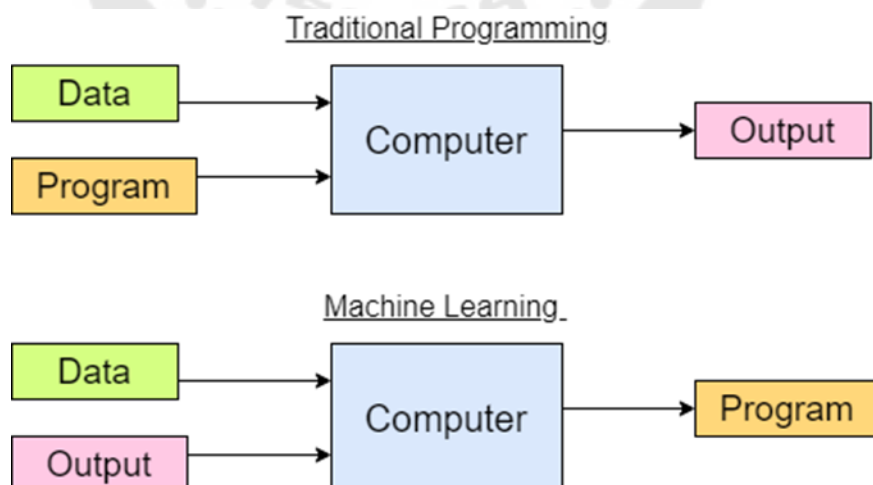 Traditional Programming
Data
Program
Computer
Output
Machine Learning
Data
Output
Computer
Program